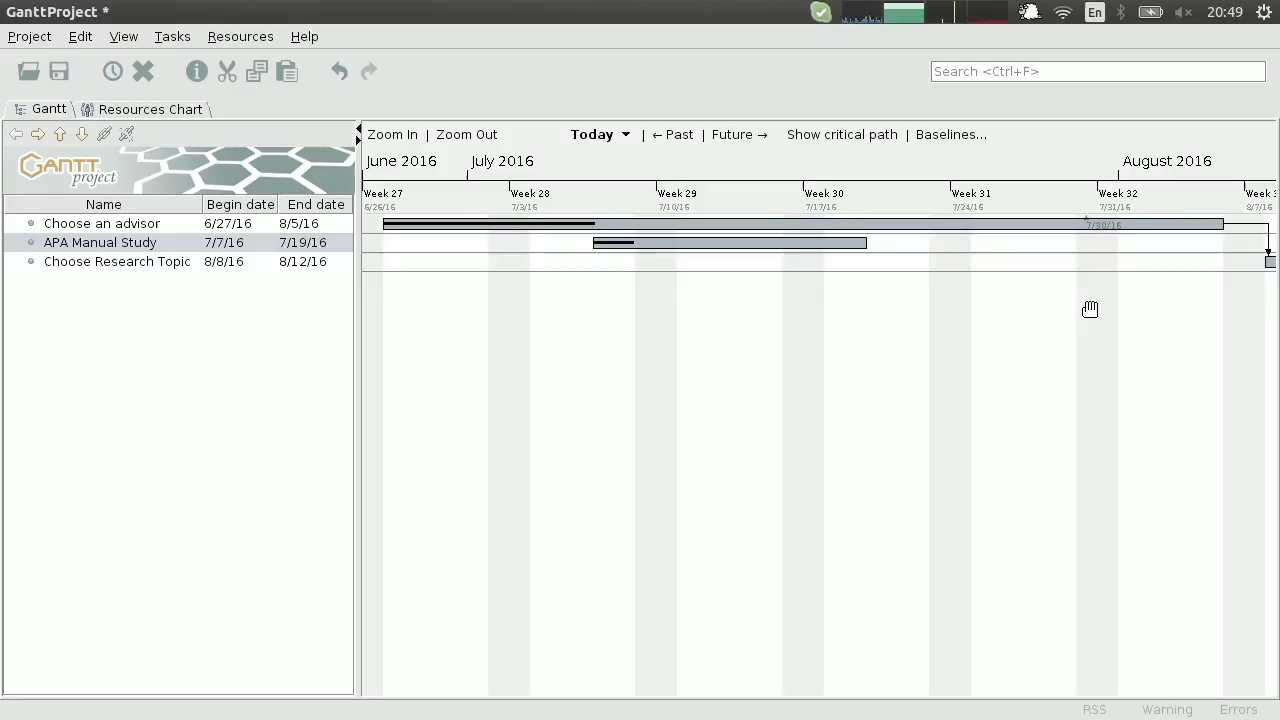 GanttProject *
En
20:49
Project Edit View Tasks Resources Help
Search <Ctrl+F>
Gantt Resources Chart
Zoom In | Zoom Out Today | ← Past | Future → Show critical path | Baselines...
GANTT project
June 2016 July 2016 August 2016
Week 27 Week 28 Week 29 Week 30 Week 31 Week 32
6/26/16 7/3/16 7/10/16 7/17/16 7/24/16 7/31/16 8/7/16
Name Begin date End date
Choose an advisor 6/27/16 8/5/16
7/30/16
APA Manual Study 7/7/16 7/19/16
Choose Research Topic 8/8/16 8/12/16
RSS Warning Errors